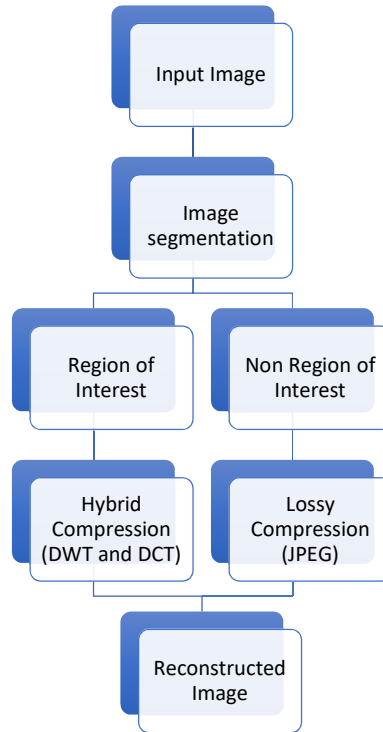 Input Image
Image
segmentation
Region of
Interest
Non Region of
Interest
Hybrid
Compression
(DWT and DCT)
Lossy
Compression
(JPEG)
Reconstructed
Image